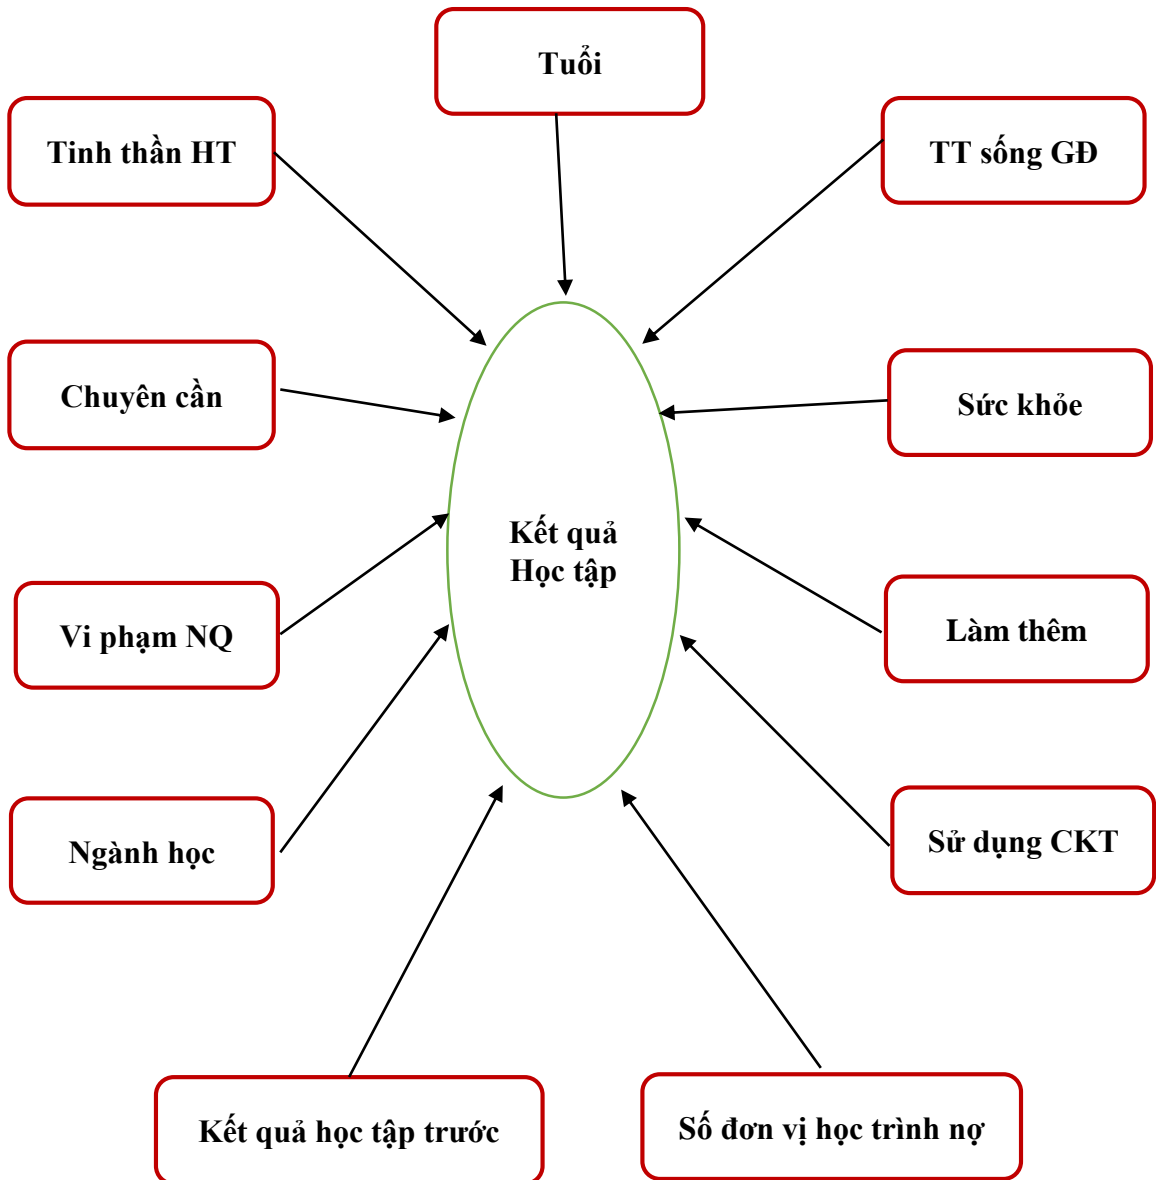 Tuổi
Tinh thần HT
TT sống GĐ
Chuyên cần
Sức khỏe
Kết quả
Học tập
Vi phạm NQ
Làm thêm
Ngành học
Sử dụng CKT
Kết quả học tập trước
Số đơn vị học trình nợ